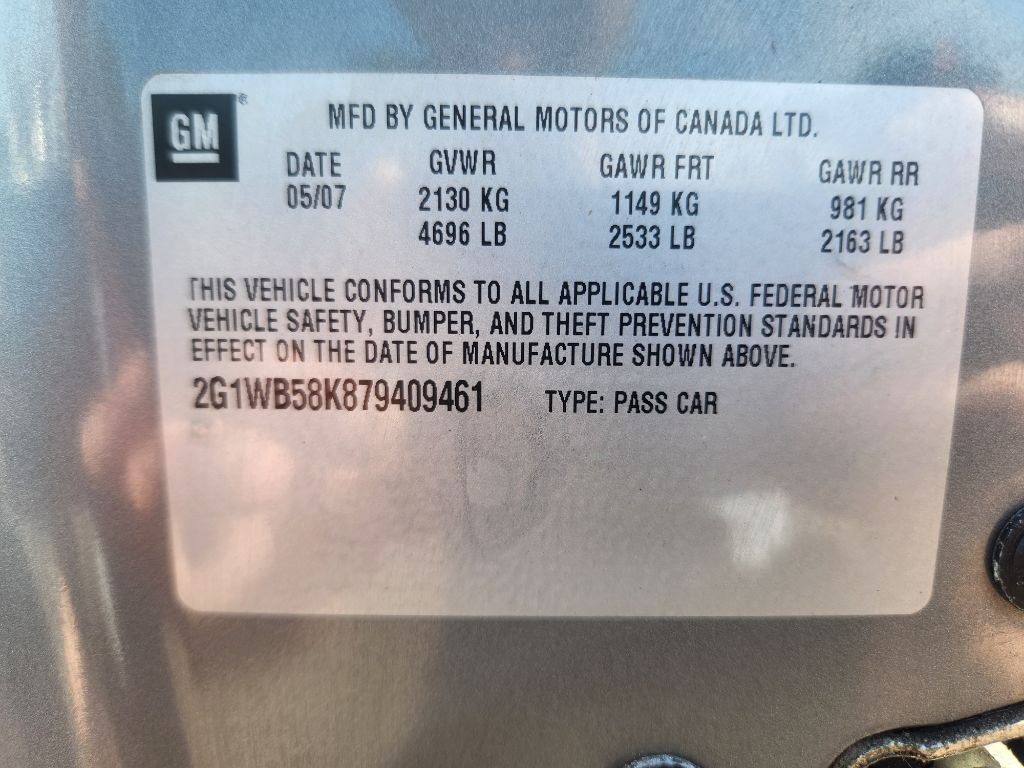 GM®
MFD BY GENERAL MOTORS OF CANADA LTD.
DATE GVWR GAWR FRT GAWR RR
05/07 2130 KG 1149 KG 981 KG
4696 LB 2533 LB 2163 LB
THIS VEHICLE CONFORMS TO ALL APPLICABLE U.S. FEDERAL MOTOR
VEHICLE SAFETY, BUMPER, AND THEFT PREVENTION STANDARDS IN
EFFECT ON THE DATE OF MANUFACTURE SHOWN ABOVE.
2G1WB58K879409461 TYPE: PASS CAR